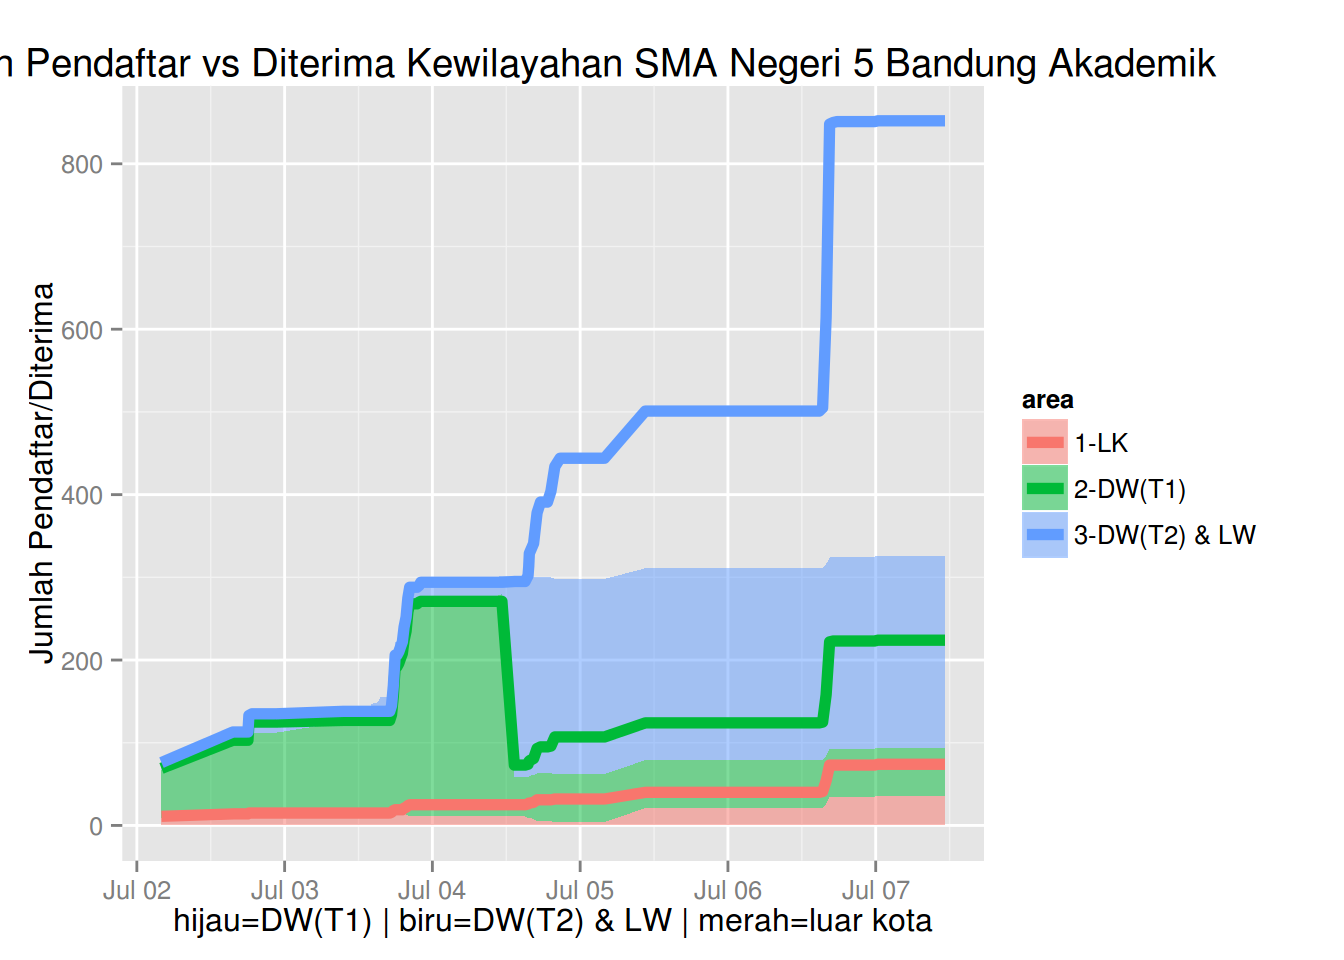 Pendaftar vs Diterima Kewilayahan SMA Negeri 5 Bandung Akademik
Jumlah Pendaftar/Diterima
800
600
400
200
0
Jul 02 Jul 03 Jul 04 Jul 05 Jul 06 Jul 07
hijau=DW(T1) | biru=DW(T2) & LW | merah=luar kota
area
1-LK
2-DW(T1)
3-DW(T2) & LW